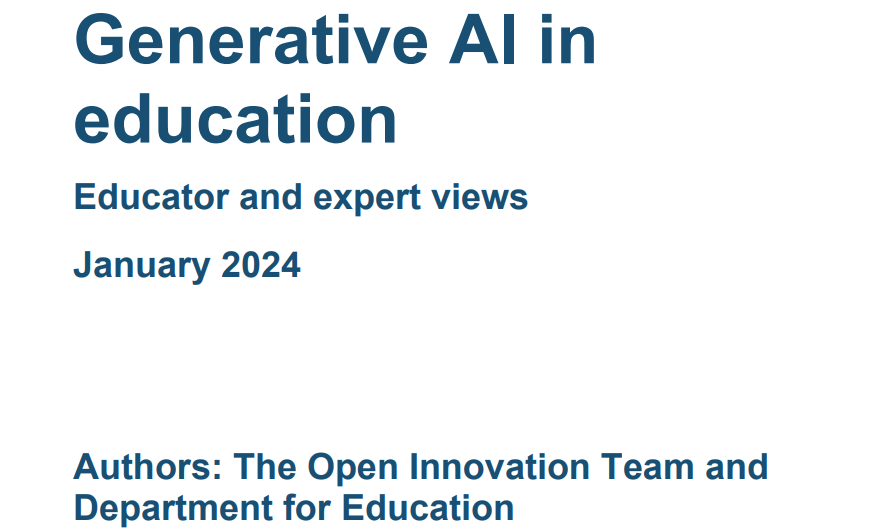 Generative AI in
education
Educator and expert views
January 2024
Authors: The Open Innovation Team and
Department for Education